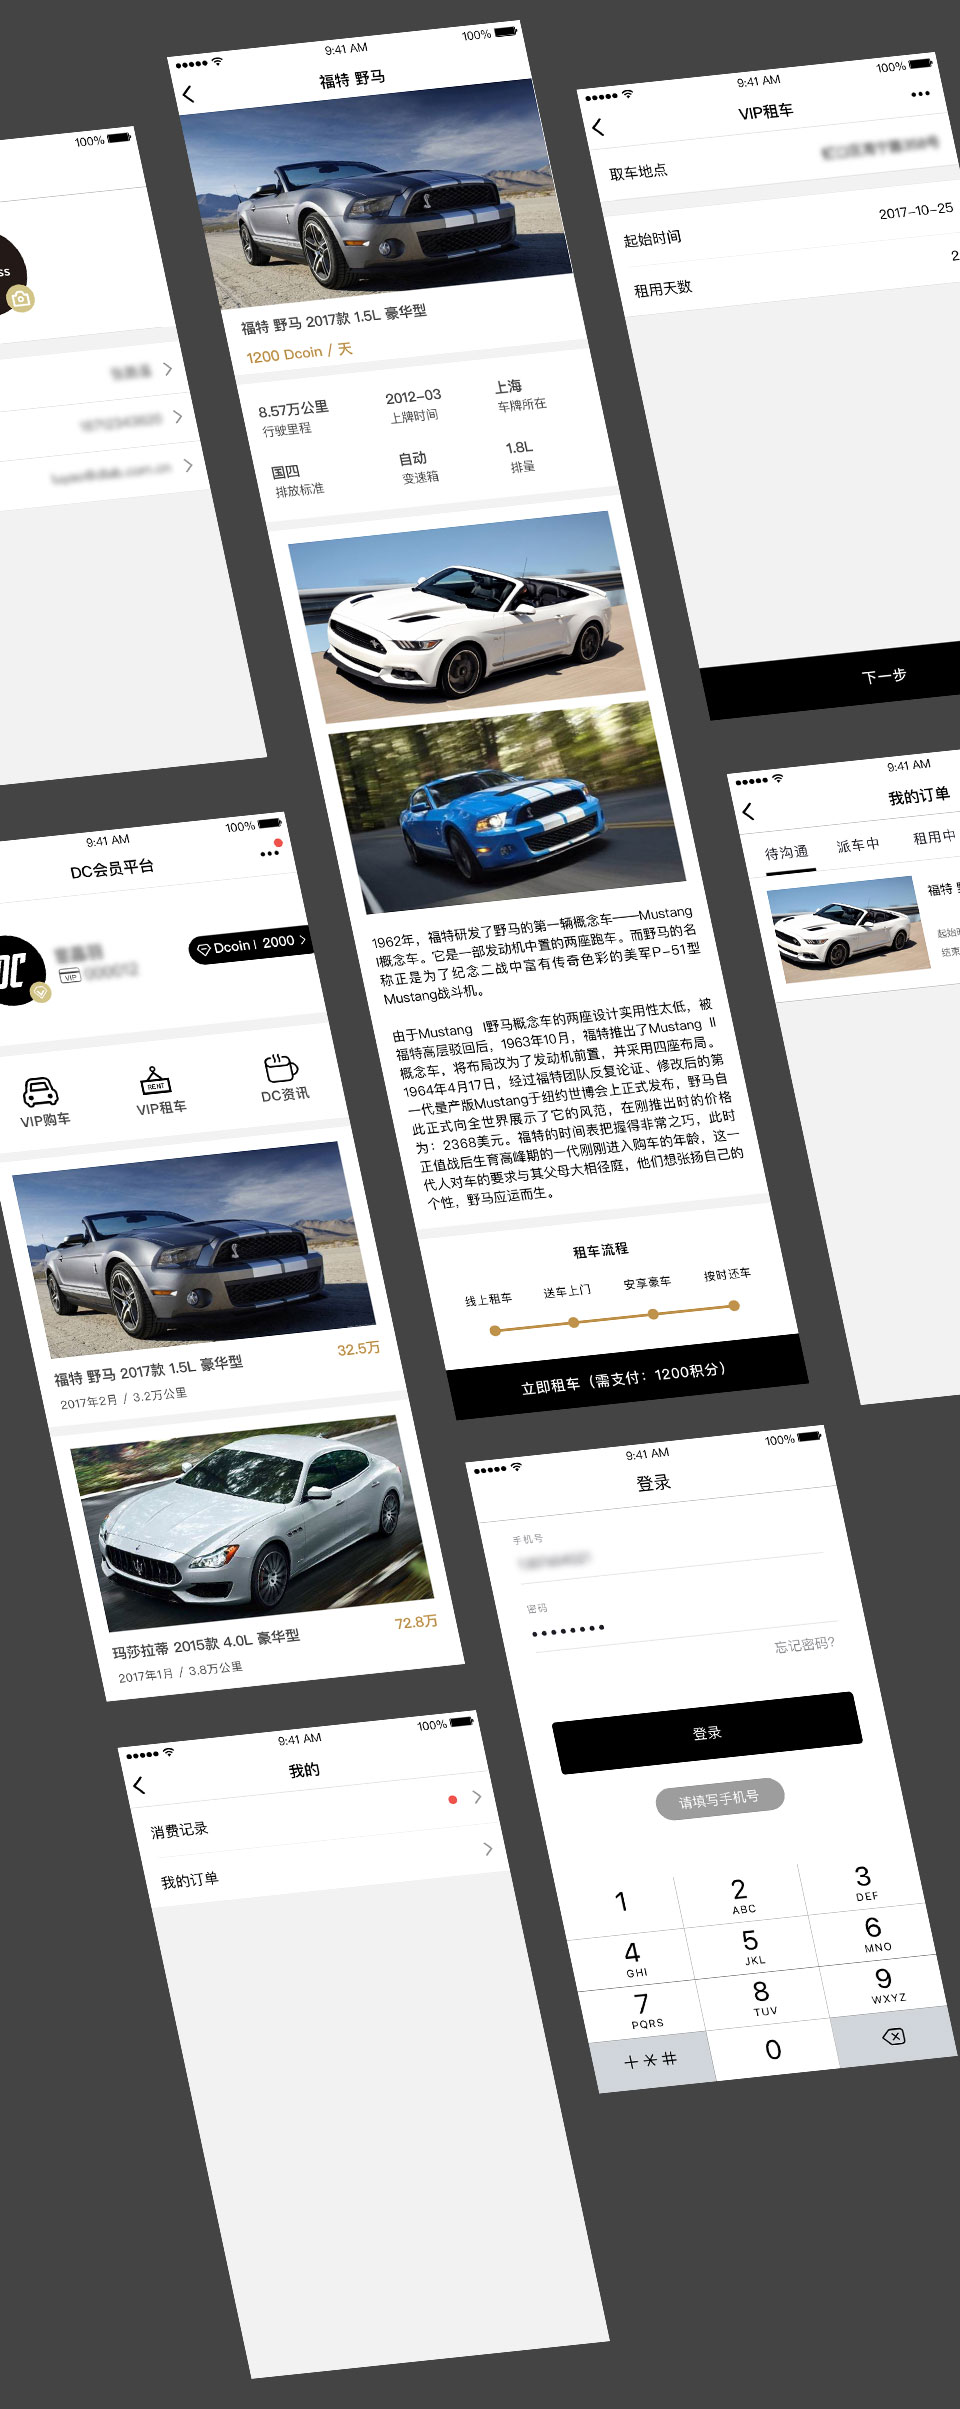 100%
ss
9:41 AM
100%
福特 野马
福特 野马 2017款 1.5L 豪华型
1200 Dcoin / 天
8.57万公里
2012-03
上海
行驶里程
上牌时间
车牌所在
国四
自动
1.8L
排放标准
变速箱
排量
1962年，福特研发了野马的第一辆概念车——Mustang
I概念车。它是一部发动机中置的两座跑车。而野马的名
称正是为了纪念二战中富有传奇色彩的美军P-51型
Mustang战斗机。
由于Mustang I野马概念车的两座设计实用性太低，被
福特高层驳回后，1963年10月，福特推出了Mustang II
概念车，将布局改为了发动机前置，并采用四座布局。
1964年4月17日，经过福特团队反复论证、修改后的第
一代量产版Mustang于纽约世博会上正式发布，野马自
此正式向全世界展示了它的风范，在刚推出时的价格
为：2368美元。福特的时间表把握得非常之巧，此时
正值战后生育高峰期的一代刚刚进入购车的年龄，这一
代人对车的要求与其父母大相径庭，他们想张扬自己的
个性，野马应运而生。
租车流程
线上租车
送车上门
安享豪车
按时还车
立即租车（需支付：1200积分）
9:41 AM
100%
VIP租车
取车地点
起始时间
2017-10-25
租用天数
2
下一步
9:41 AM
100%
DC会员平台
DC
VIP
Dcoin | 2000
VIP购车
RENT
VIP租车
DC资讯
福特 野马 2017款 1.5L 豪华型
32.5万
2017年2月 / 3.2万公里
玛莎拉蒂 2015款 4.0L 豪华型
72.8万
2017年1月 / 3.8万公里
9:41 AM
我的订单
待沟通
派车中
租用中
福特
起始
结束
9:41 AM
100%
登录
手机号
密码
忘记密码?
登录
请填写手机号
1
2
ABC
3
DEF
4
GHI
5
JKL
6
MNO
7
PQRS
8
TUV
9
WXYZ
+*#
0
9:41 AM
100%
我的
消费记录
我的订单